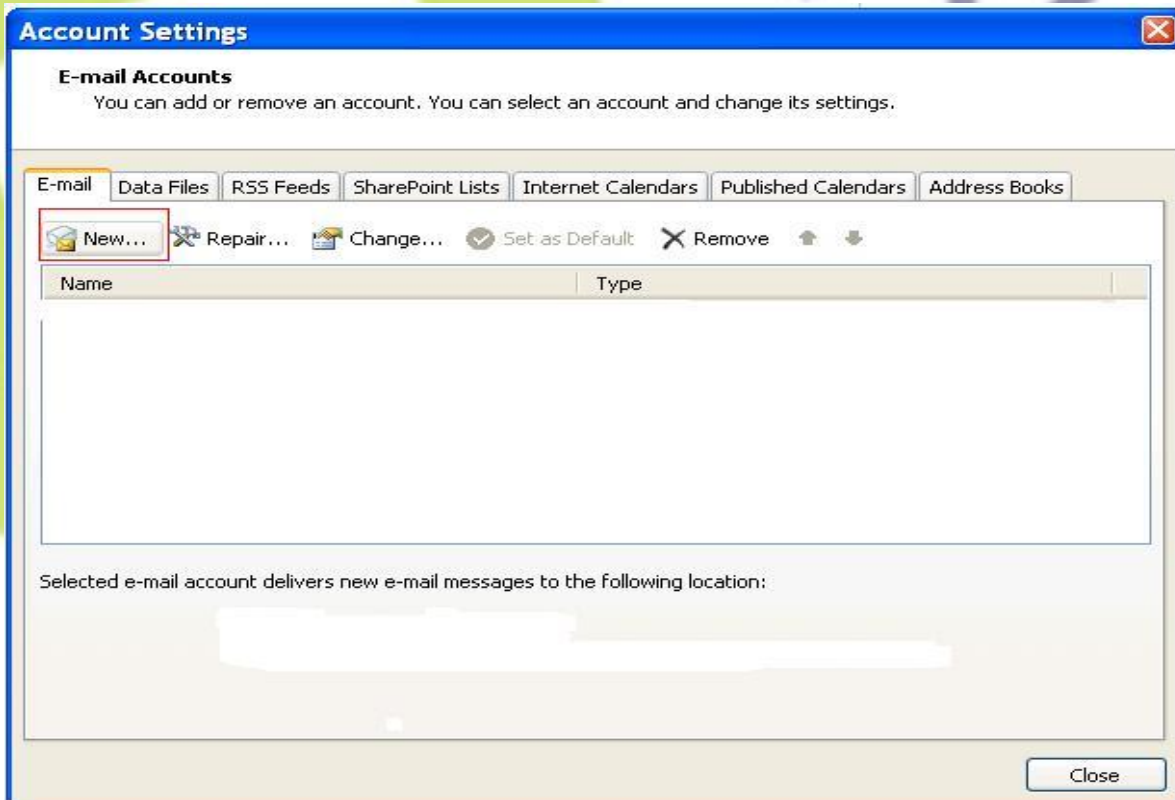 Account Settings
E-mail Accounts
You can add or remove an account. You can select an account and change its settings.
E-mail Data Files RSS Feeds SharePoint Lists Internet Calendars Published Calendars Address Books
New... Repair... Change... Set as Default Remove
Name Type
Selected e-mail account delivers new e-mail messages to the following location:
Close